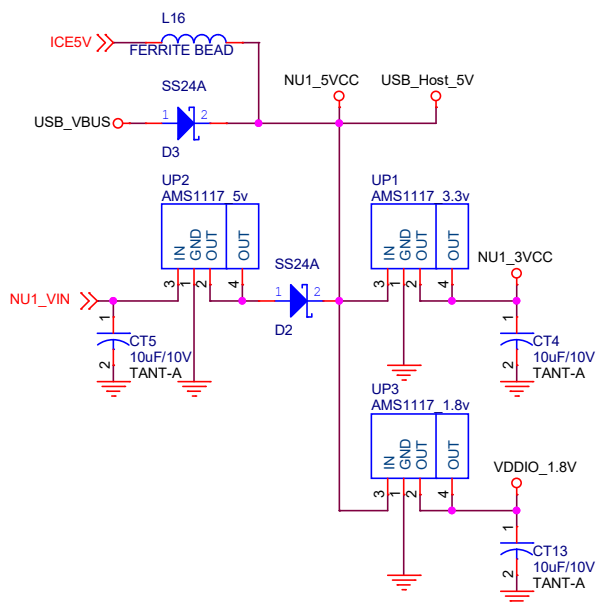 L16
ICE5V
FERRITE BEAD
NU1_5VCC
USB_Host_5V
SS24A
1
2
USB_VBUS
D3
UP2
AMS1117_5v
IN
GND
OUT
OUT
3
1
2
4
UP1
AMS1117_3.3v
IN
GND
OUT
OUT
3
1
2
4
SS24A
1
2
D2
NU1_3VCC
NU1_VIN
1
2
CT5
10uF/10V
TANT-A
1
2
CT4
10uF/10V
TANT-A
UP3
AMS1117_1.8v
IN
GND
OUT
OUT
3
1
2
4
VDDIO_1.8V
1
2
CT13
10uF/10V
TANT-A